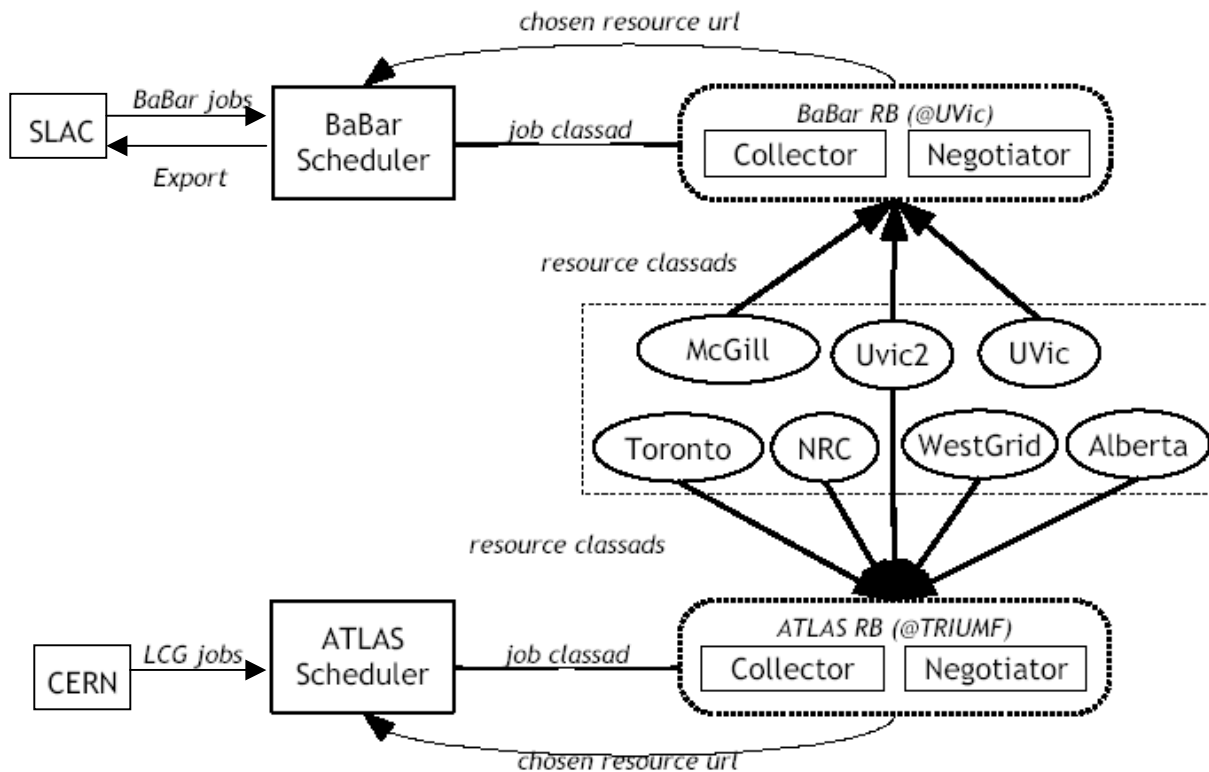 chosen resource url
BaBar jobs
SLAC
Export
BaBar
Scheduler
job classad
BaBar RB (@UVic)
Collector
Negotiator
resource classads
McGill
Uvic2
UVic
Toronto
NRC
WestGrid
Alberta
resource classads
CERN
LCG jobs
ATLAS
Scheduler
job classad
ATLAS RB (@TRIUMF)
Collector
Negotiator
chosen resource url